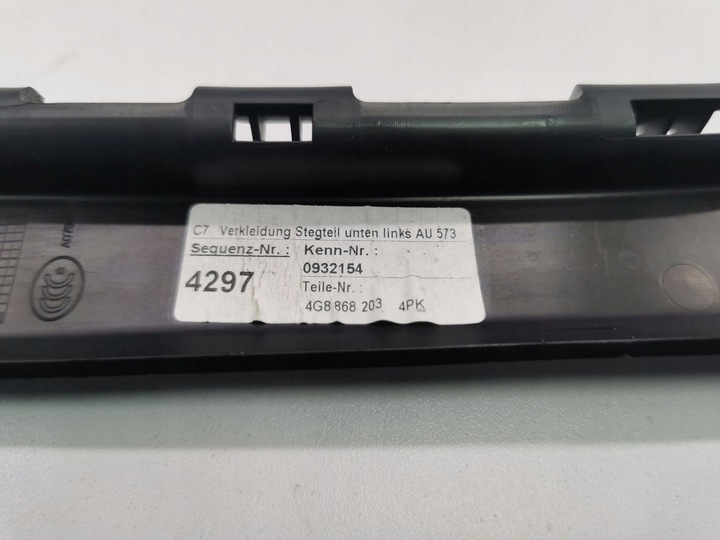 C7 Verkleidung Stegteil unten links AU 573
Sequenz-Nr. : Kenn-Nr. :
4297 0932154
Teile-Nr. :
4G8 868 203 4PK
CCC